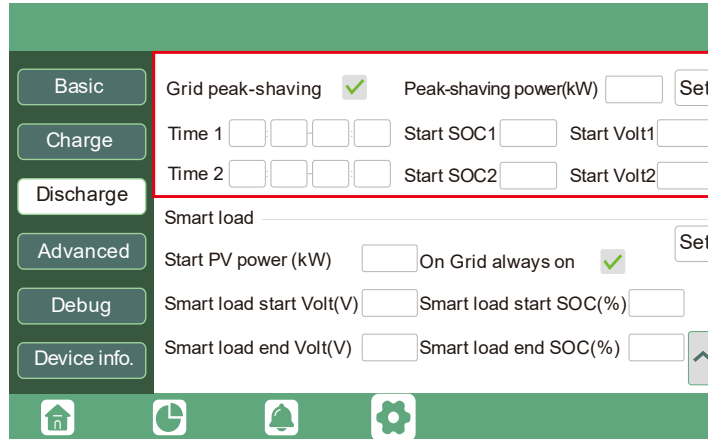 Basic
Charge
Discharge
Advanced
Debug
Device info.
Grid peak-shaving Peak-shaving power(kW) Set
Time 1 : - : Start SOC1 Start Volt1
Time 2 : - : Start SOC2 Start Volt2
Smart load
Set
Start PV power (kW) On Grid always on
Smart load start Volt(V) Smart load start SOC(%)
Smart load end Volt(V) Smart load end SOC(%)